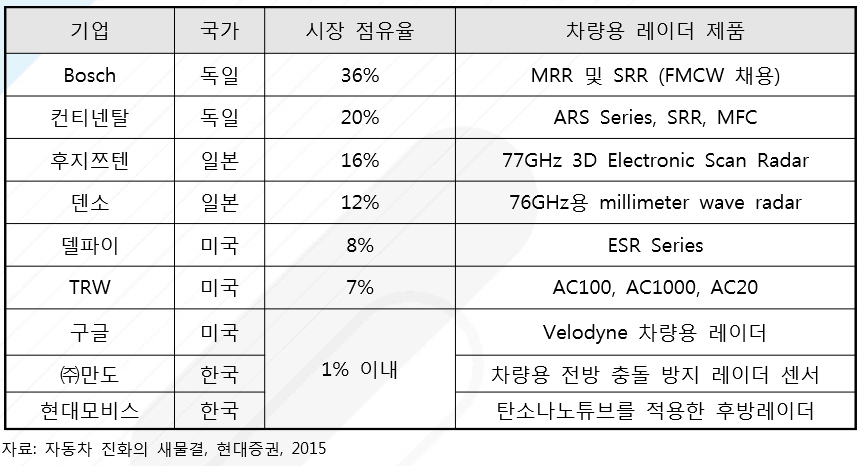 기업 국가 시장 점유율 차량용 레이더 제품
Bosch 독일 36% MRR 및 SRR (FMCW 채용)
컨티넨탈 독일 20% ARS Series, SRR, MFC
후지쯔텐 일본 16% 77GHz 3D Electronic Scan Radar
덴소 일본 12% 76GHz용 millimeter wave radar
델파이 미국 8% ESR Series
TRW 미국 7% AC100, AC1000, AC20
구글 미국 1% 이내 Velodyne 차량용 레이더
㈜만도 한국 차량용 전방 충돌 방지 레이더 센서
현대모비스 한국 탄소나노튜브를 적용한 후방레이더
자료: 자동차 진화의 새물결, 현대증권, 2015